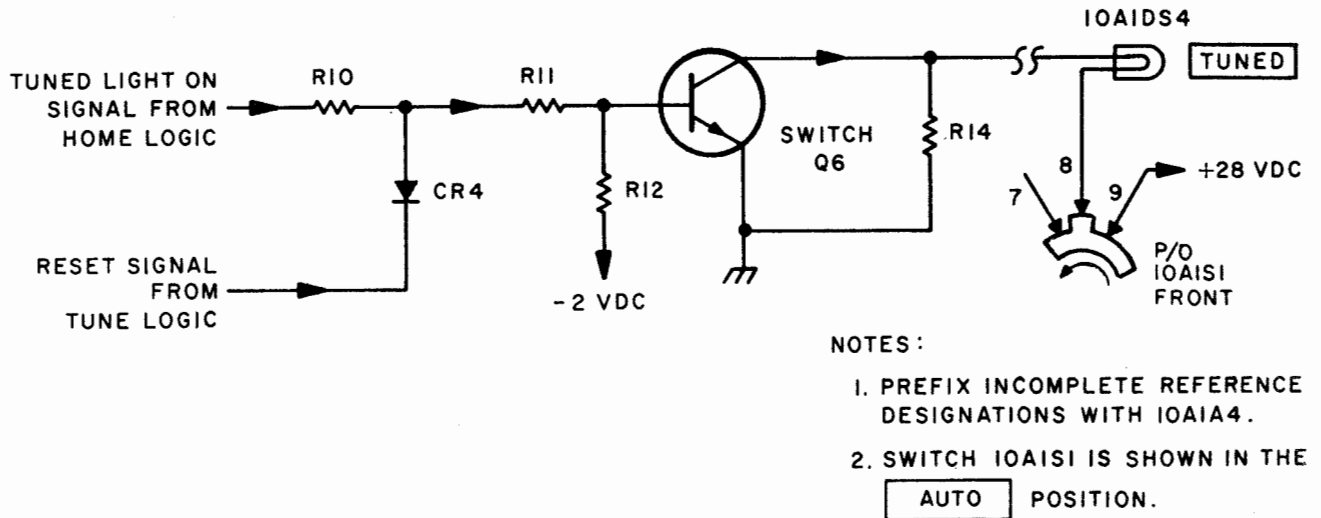 10A1DS4
TUNED LIGHT ON
SIGNAL FROM
HOME LOGIC
R10
R11
TUNED
SWITCH
Q6
R14
CR4
R12
7
8
9
+28 VDC
RESET SIGNAL
FROM
TUNE LOGIC
-2 VDC
P/O
10A1S1
FRONT
NOTES:
1. PREFIX INCOMPLETE REFERENCE
DESIGNATIONS WITH 10A1A4.
2. SWITCH 10A1S1 IS SHOWN IN THE
AUTO POSITION.